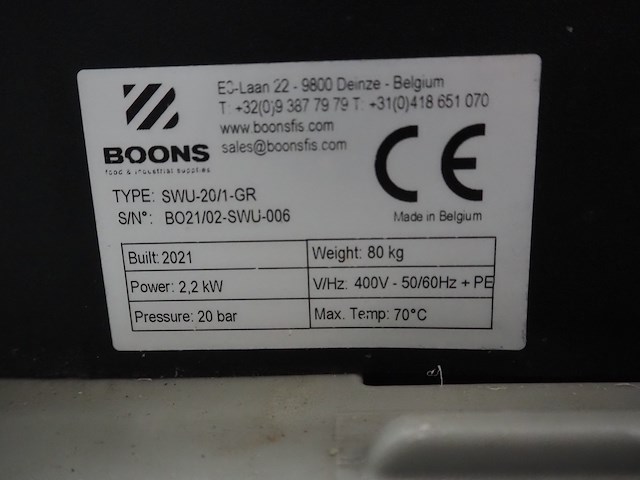 E3-Laan 22 - 9800 Deinze - Belgium
T: +32(0)9 387 79 79 T: +31(0)418 651 070
www.boonsfis.com
sales@boonsfis.com
BOONS
food & industrial supplies
CE
Made in Belgium
TYPE: SWU-20/1-GR
S/N°: BO21/02-SWU-006
Built: 2021
Weight: 80 kg
Power: 2,2 kW
V/Hz: 400V - 50/60Hz + PE
Pressure: 20 bar
Max. Temp: 70°C